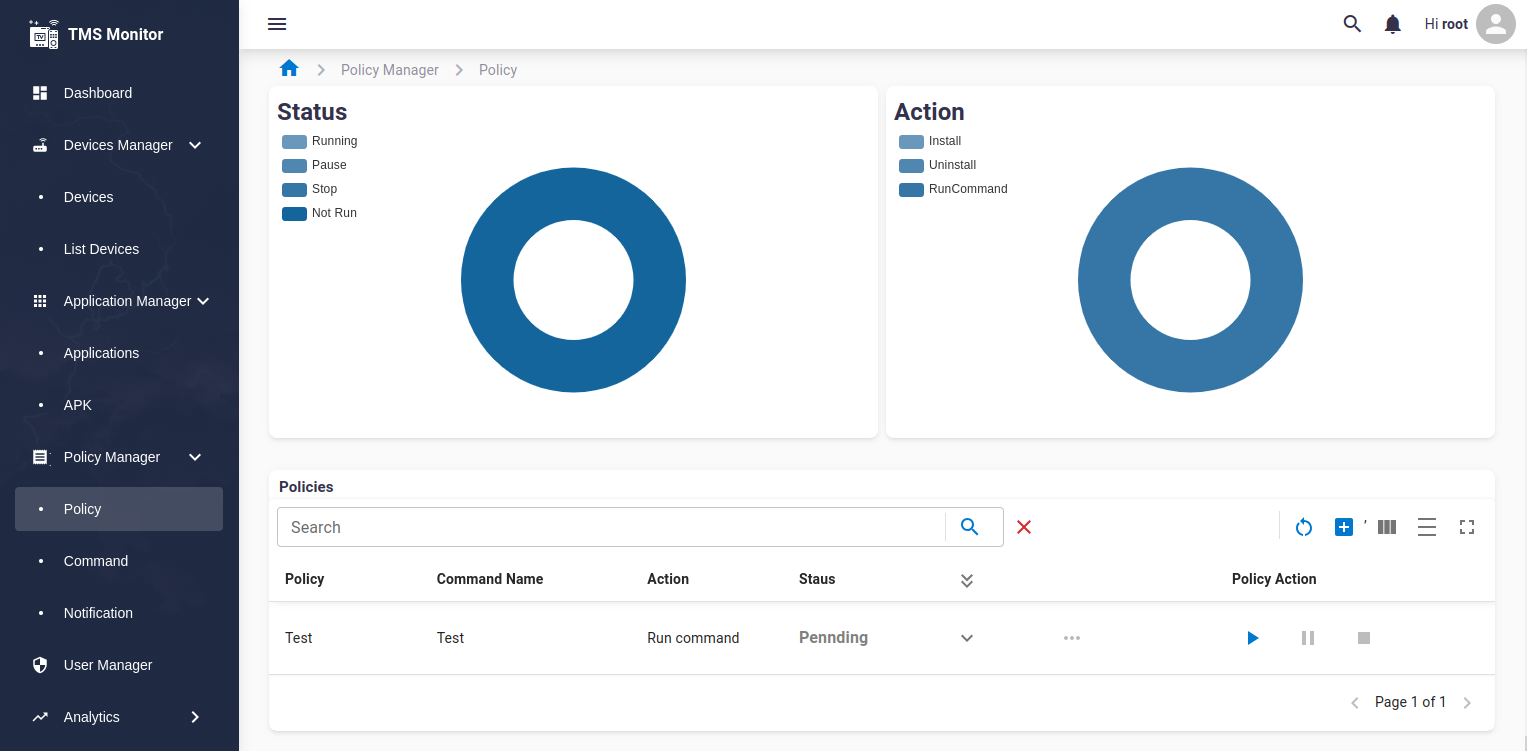 TV
TMS Monitor
Hi root
Dashboard
Devices Manager
Devices
List Devices
Application Manager
Applications
APK
Policy Manager
Policy
Command
Notification
User Manager
Analytics
Policy Manager
Policy
Status
Running
Pause
Stop
Not Run
Action
Install
Uninstall
RunCommand
Policies
Search
Policy Command Name Action Staus Policy Action
Test Test Run command Pennding
Page 1 of 1